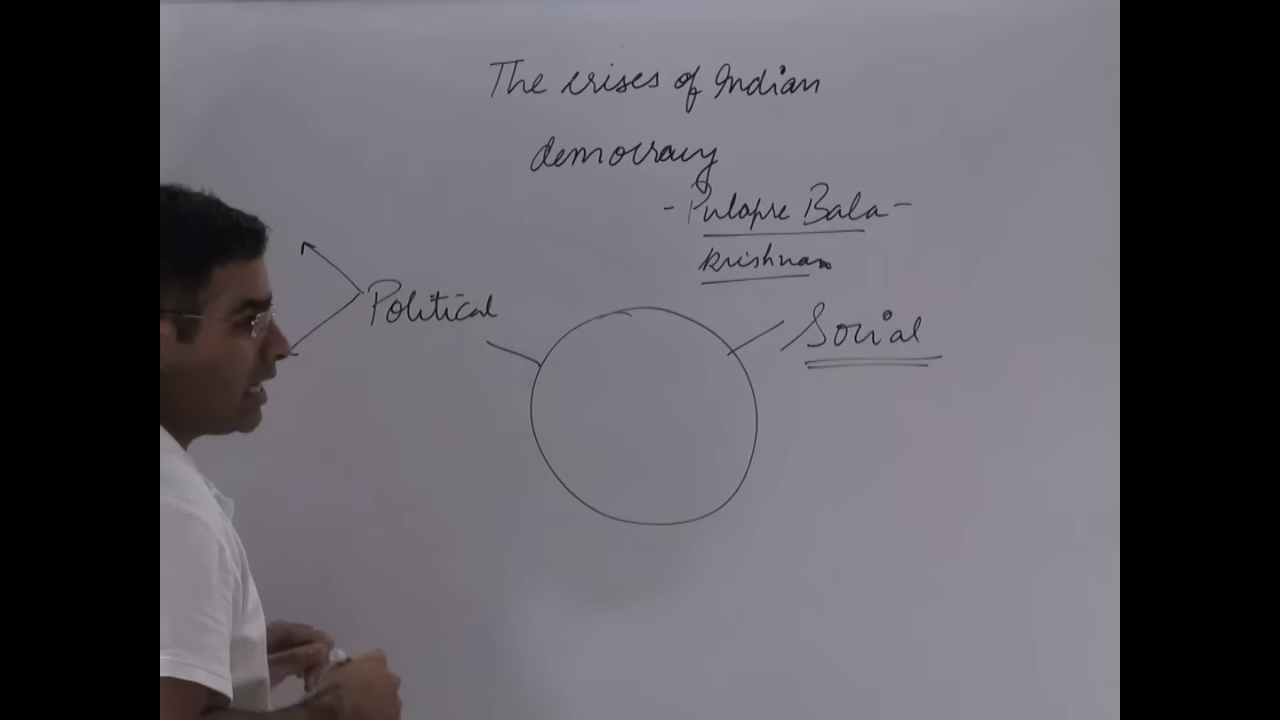 The crises of Indian
democracy
- Pulapre Bala -
krishnan
Political
Social